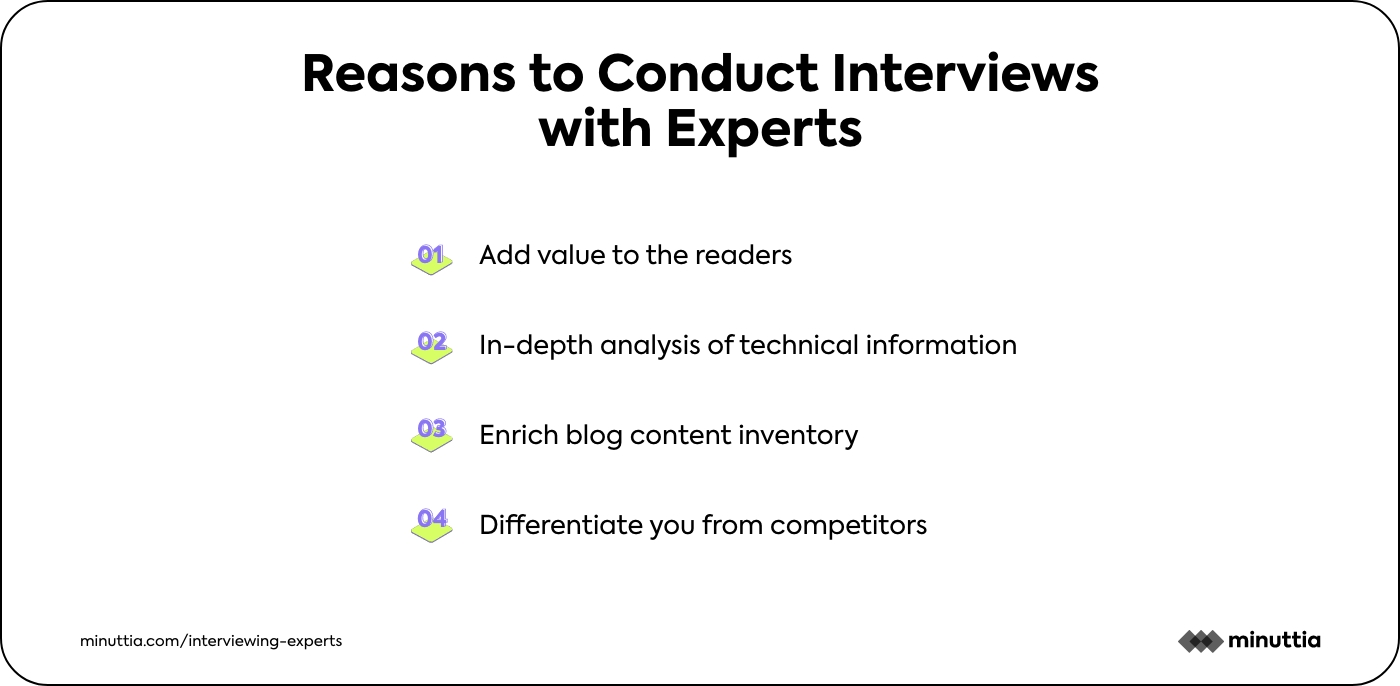 Reasons to Conduct Interviews
with Experts
01 Add value to the readers
02 In-depth analysis of technical information
03 Enrich blog content inventory
04 Differentiate you from competitors
minuttia.com/interviewing-experts
minuttia